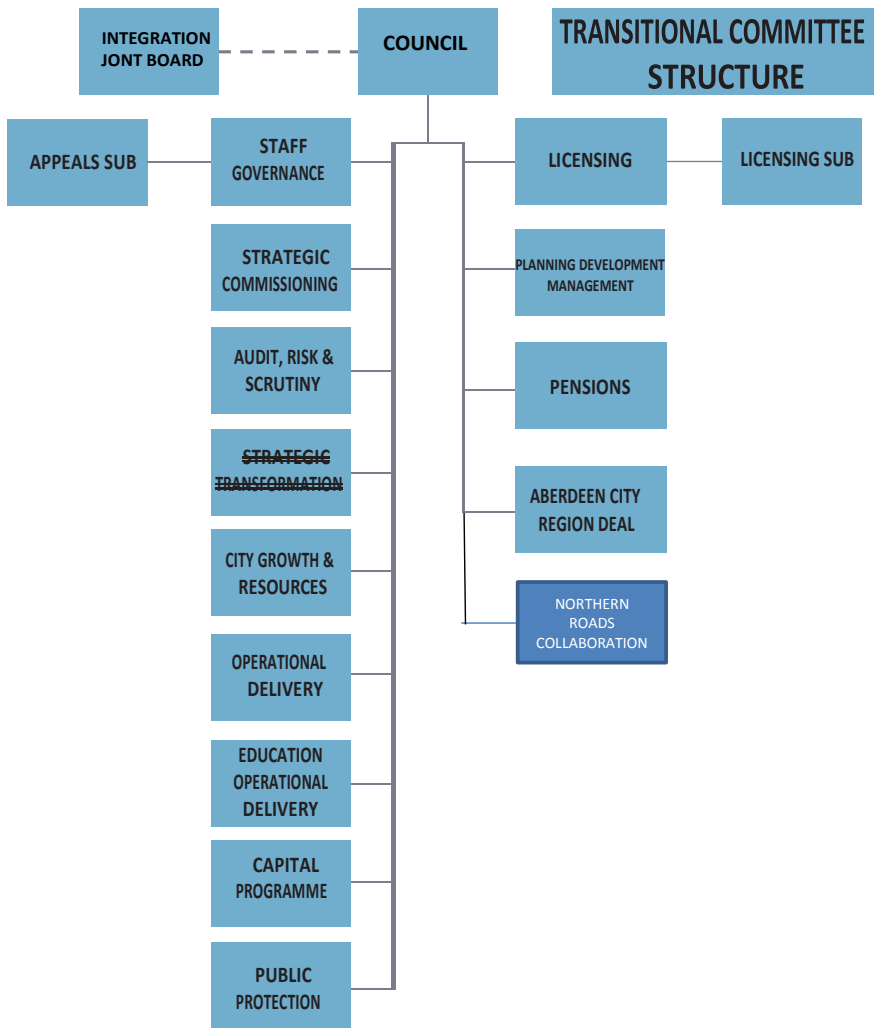 INTEGRATION
JONT BOARD
COUNCIL
TRANSITIONAL COMMITTEE
STRUCTURE
APPEALS SUB
STAFF
GOVERNANCE
LICENSING
LICENSING SUB
STRATEGIC
COMMISSIONING
PLANNING DEVELOPMENT
MANAGEMENT
AUDIT, RISK &
SCRUTINY
PENSIONS
STRATEGIC
TRANSFORMATION
ABERDEEN CITY
REGION DEAL
CITY GROWTH &
RESOURCES
NORTHERN
ROADS
COLLABORATION
OPERATIONAL
DELIVERY
EDUCATION
OPERATIONAL
DELIVERY
CAPITAL
PROGRAMME
PUBLIC
PROTECTION